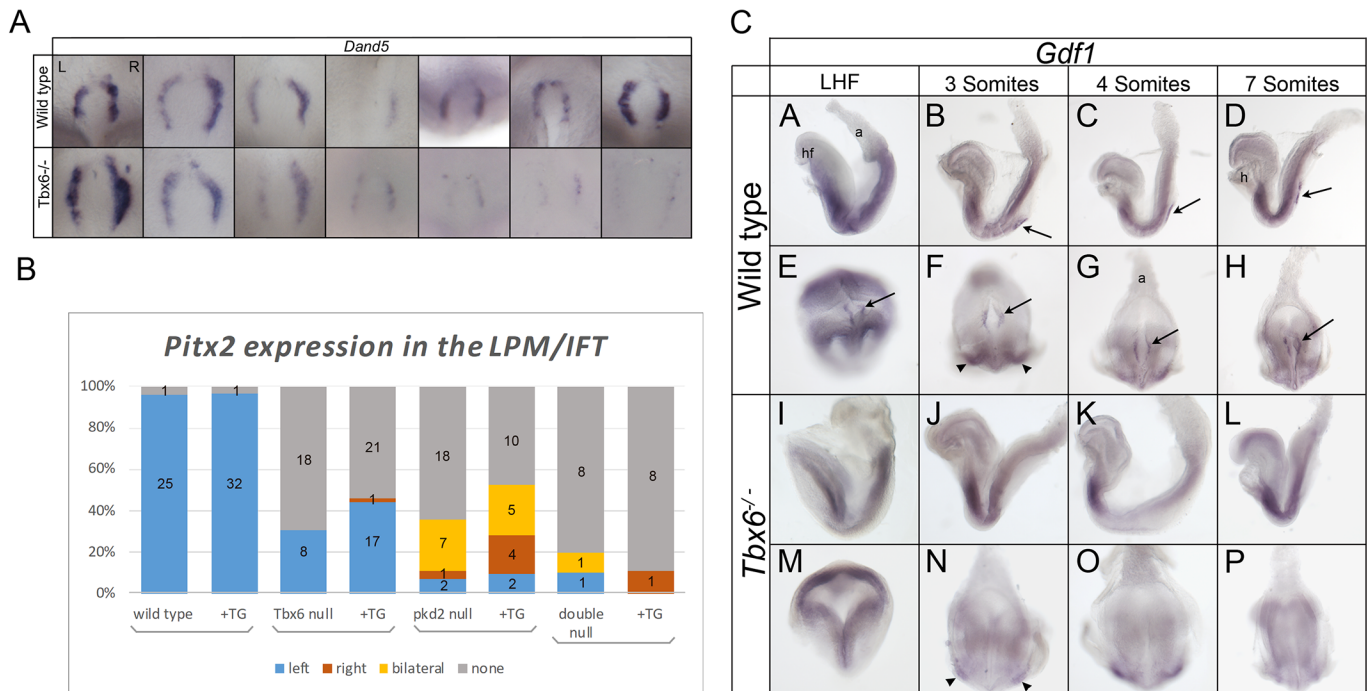 A
Dand5
Wild type
L R
Tbx6-/-
B
Pitx2 expression in the LPM/IFT
100%
80%
60%
40%
20%
0%
1 1
25 32
18 21
8 1 17
18 10
7 5
1 4
2 2
8 8
1
1 1
wild type +TG Tbx6 null +TG pkd2 null +TG double null +TG
left right bilateral none
C
Gdf1
LHF 3 Somites 4 Somites 7 Somites
Wild type
A hf a B C D h
E F G a H
Tbx6-/-
I J K L
M N O P